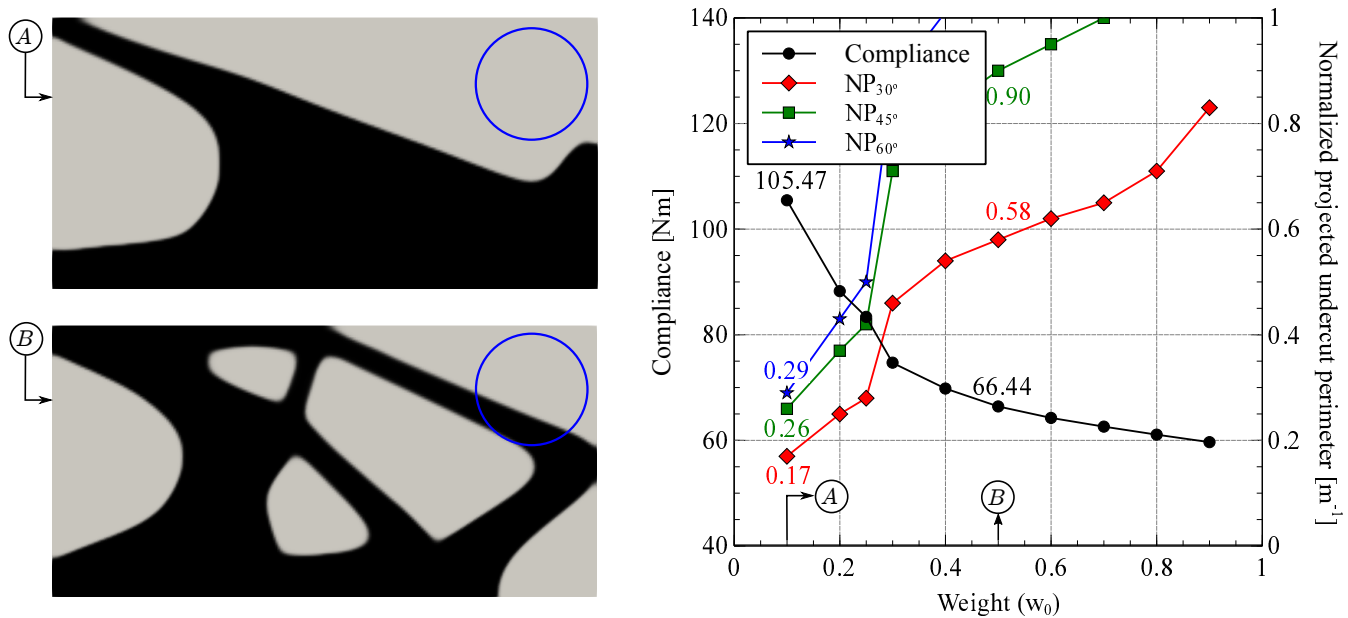 A
B
140
120
100
80
60
40
Compliance [Nm]
Compliance
NP30°
NP45°
NP60°
105.47
0.90
0.58
66.44
0.29
0.26
0.17
A
B
0
0.2
0.4
0.6
0.8
1
Weight (w0)
1
0.8
0.6
0.4
0.2
0
Normalized projected undercut perimeter [m-1]